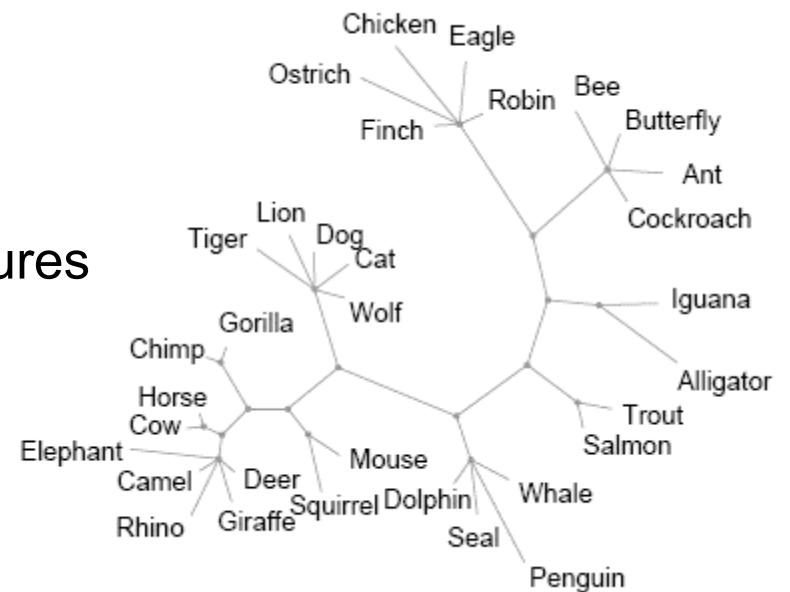 Chicken
Eagle
Ostrich
Bee
Robin
Butterfly
Finch
Ant
Lion
Cockroach
Dog
Tiger
Cat
ures
Iguana
Wolf
Gorilla
Chimp
Alligator
Horse
Trout
Cow
Salmon
Elephant
Mouse
Camel
Deer
Whale
Squirrel
Dolphin
Rhino
Giraffe
Seal
Penguin